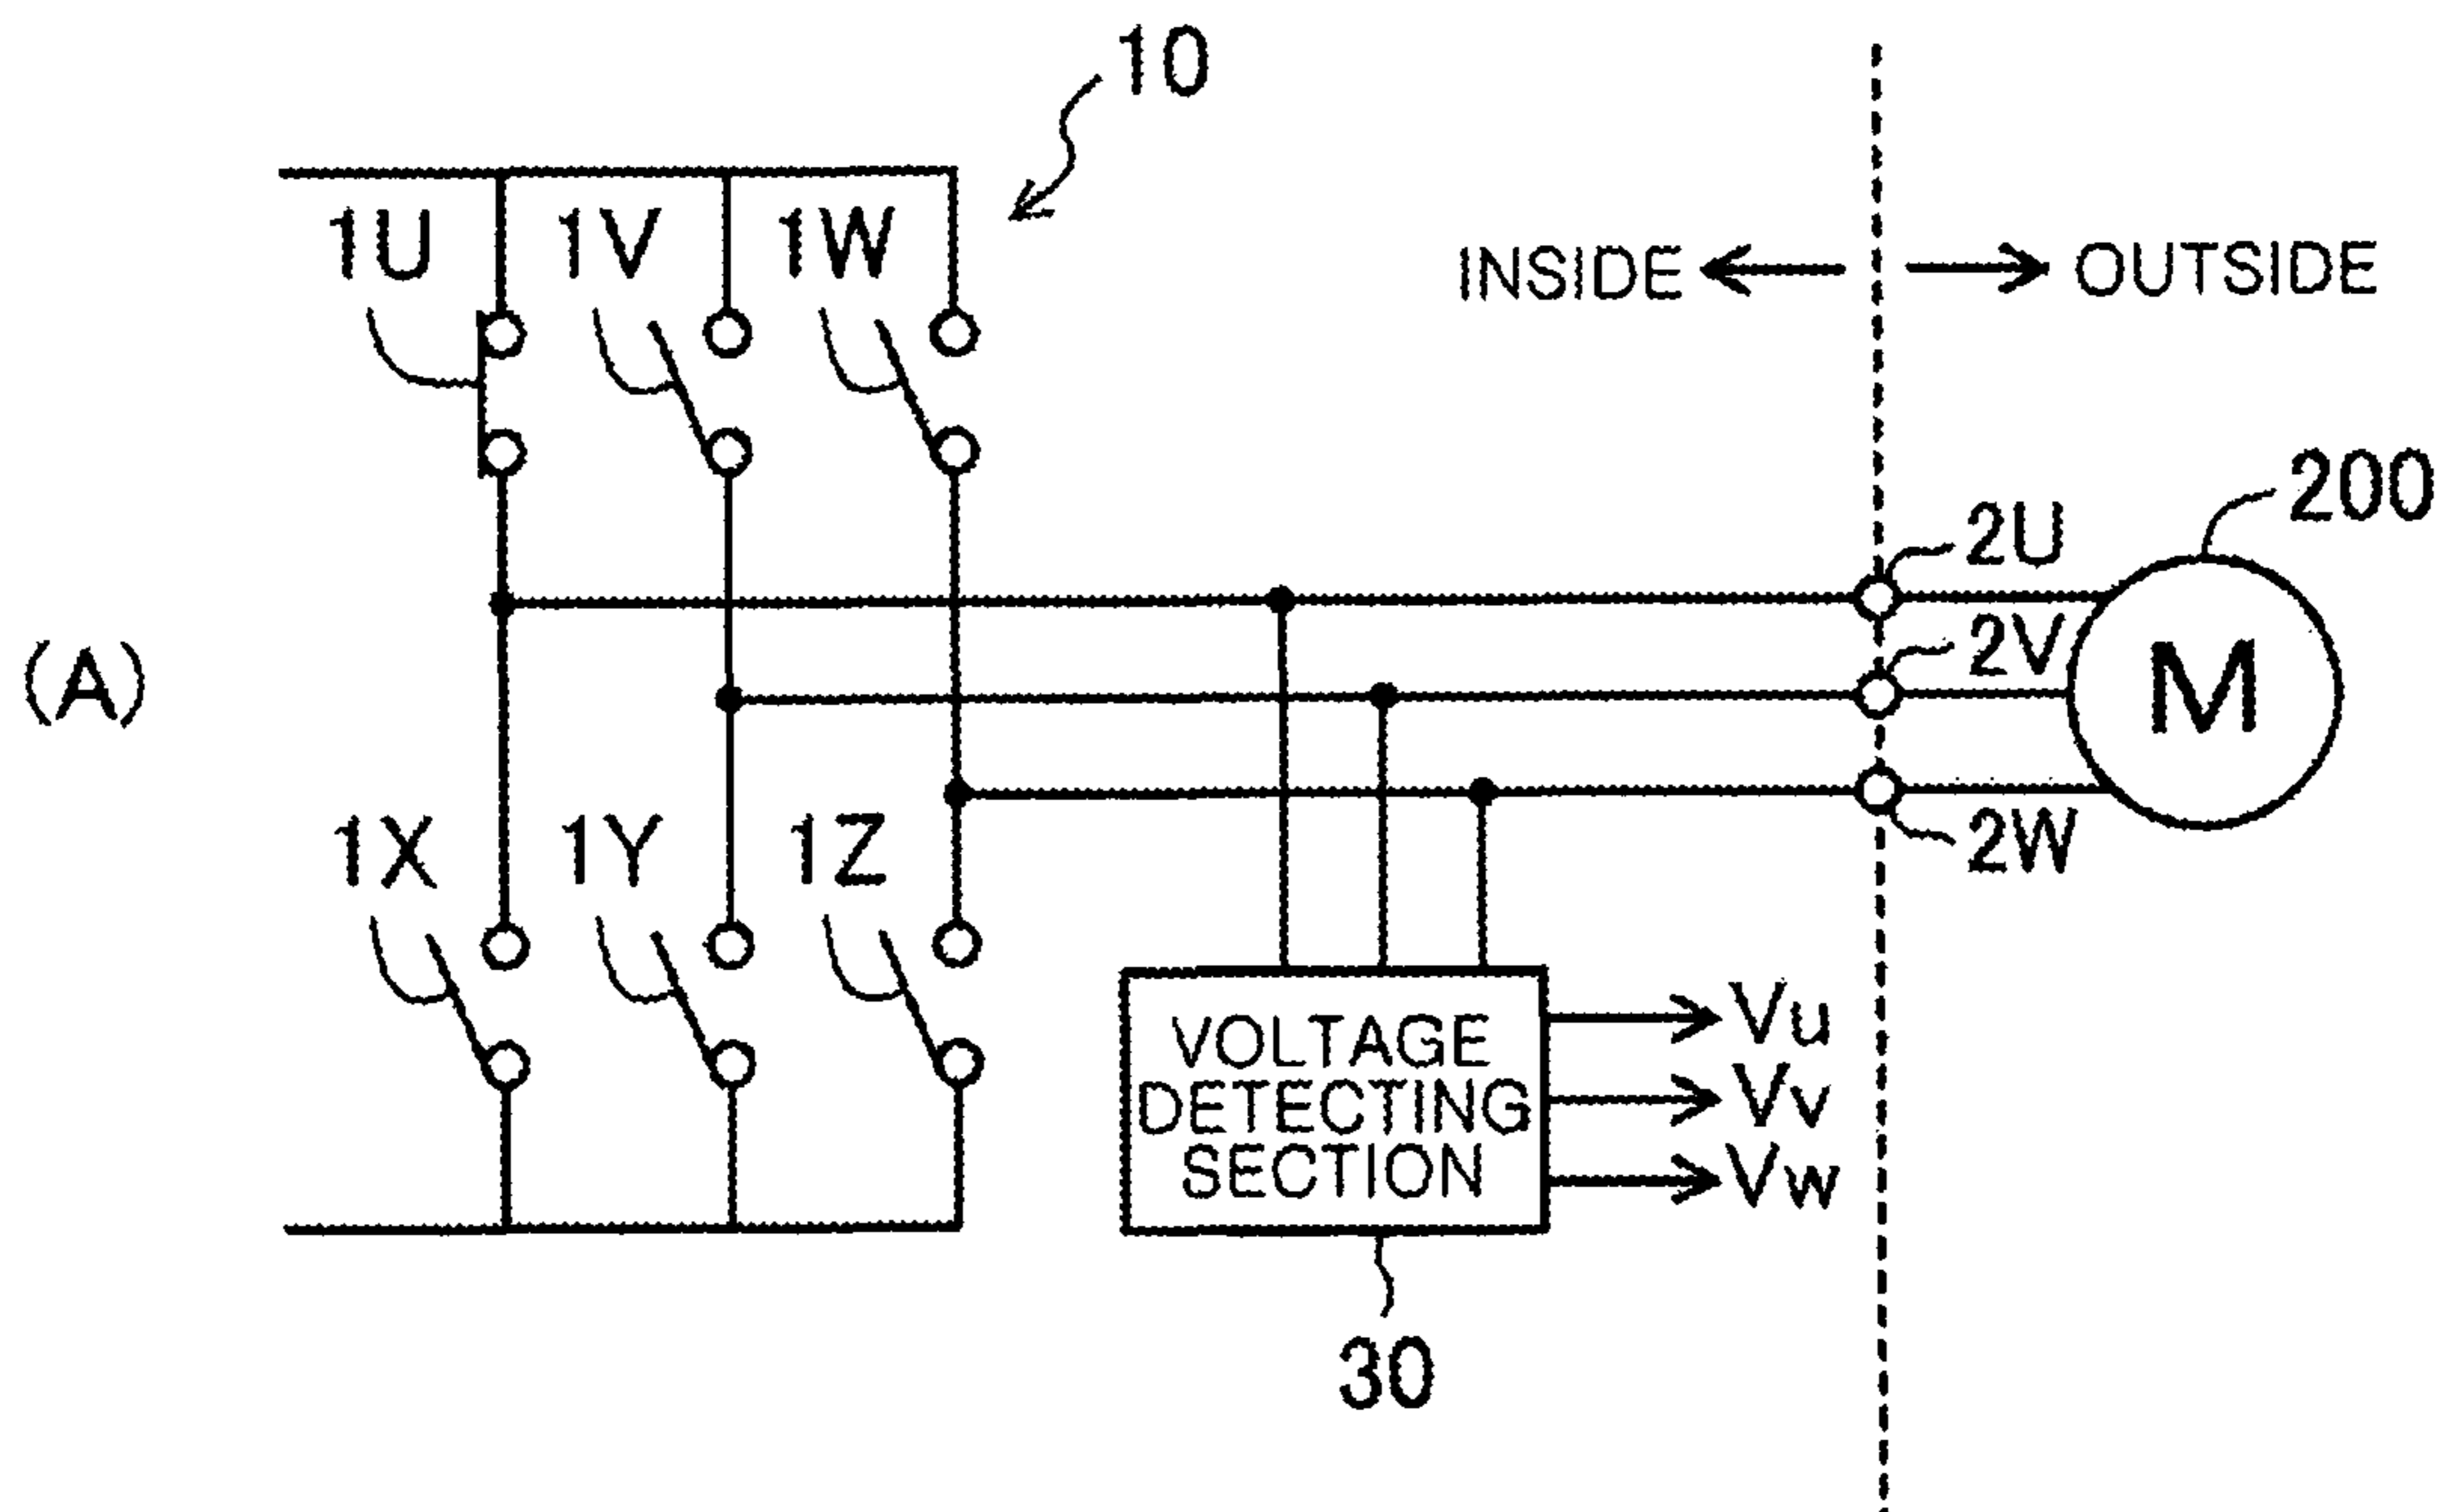 10
1U 1V 1W
INSIDE OUTSIDE
200
2U
2V
(A)
M
2W
1X 1Y 1Z
VOLTAGE
DETECTING
SECTION
Vu
Vv
Vw
30